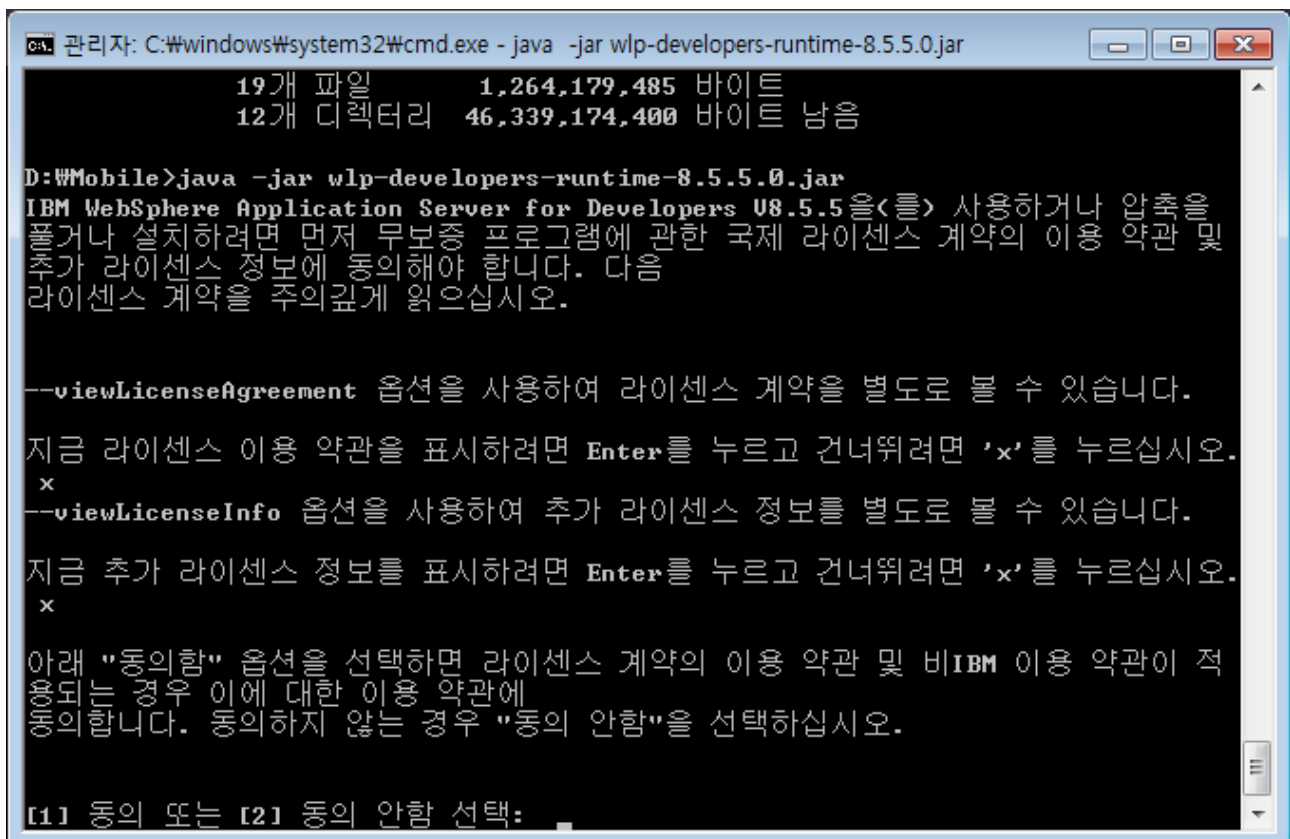 관리자: C:₩windows₩system32₩cmd.exe - java  -jar wlp-developers-runtime-8.5.5.0.jar
19개 파일 1,264,179,485 바이트
12개 디렉터리 46,339,174,400 바이트 남음
D:₩Mobile>java -jar wlp-developers-runtime-8.5.5.0.jar
IBM WebSphere Application Server for Developers V8.5.5을(를) 사용하거나 압축을
풀거나 설치하려면 먼저 무보증 프로그램에 관한 국제 라이센스 계약의 이용 약관 및
추가 라이센스 정보에 동의해야 합니다. 다음
라이센스 계약을 주의깊게 읽으십시오.
--viewLicenseAgreement 옵션을 사용하여 라이센스 계약을 별도로 볼 수 있습니다.
지금 라이센스 이용 약관을 표시하려면 Enter를 누르고 건너뛰려면 'x'를 누르십시오.
x
--viewLicenseInfo 옵션을 사용하여 추가 라이센스 정보를 별도로 볼 수 있습니다.
지금 추가 라이센스 정보를 표시하려면 Enter를 누르고 건너뛰려면 'x'를 누르십시오.
x
아래 "동의함" 옵션을 선택하면 라이센스 계약의 이용 약관 및 비IBM 이용 약관이 적
용되는 경우 이에 대한 이용 약관에
동의합니다. 동의하지 않는 경우 "동의 안함"을 선택하십시오.
[1] 동의 또는 [2] 동의 안함 선택: _